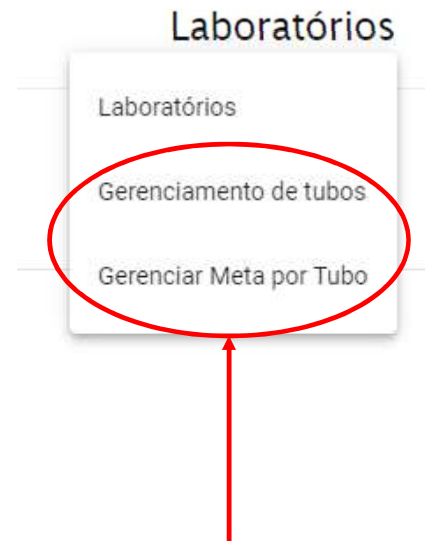 Laboratórios
Laboratórios
Gerenciamento de tubos
Gerenciar Meta por Tubo